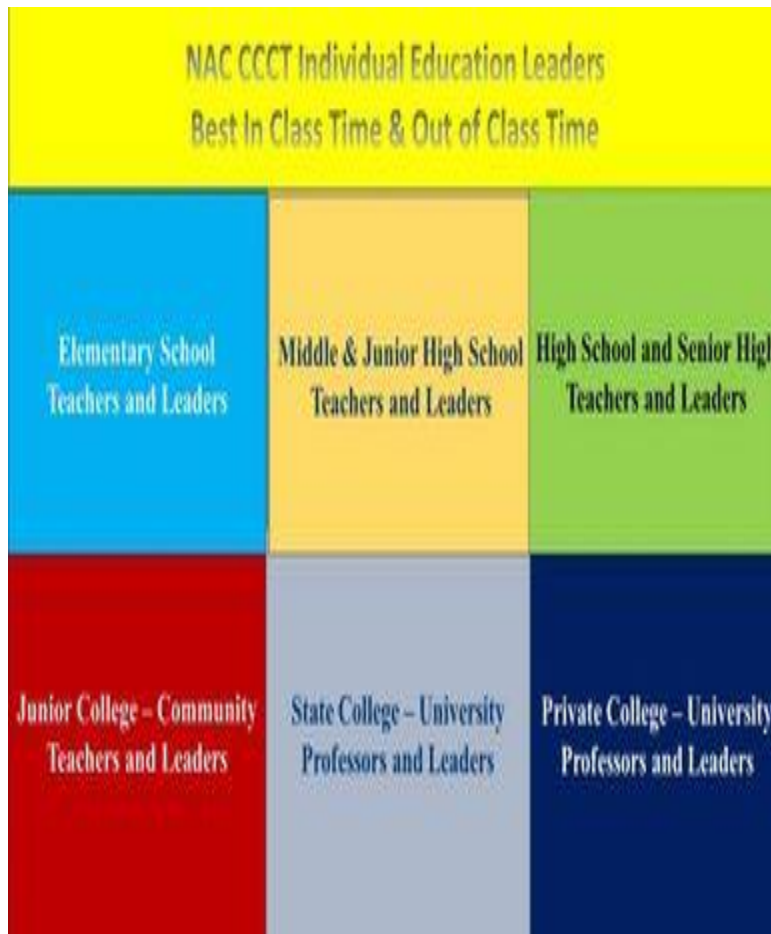 NAC CCCT Individual Education Leaders
Best In Class Time & Out of Class Time
Elementary School
Teachers and Leaders
Middle & Junior High School
Teachers and Leaders
High School and Senior High
Teachers and Leaders
Junior College – Community
Teachers and Leaders
State College – University
Professors and Leaders
Private College – University
Professors and Leaders